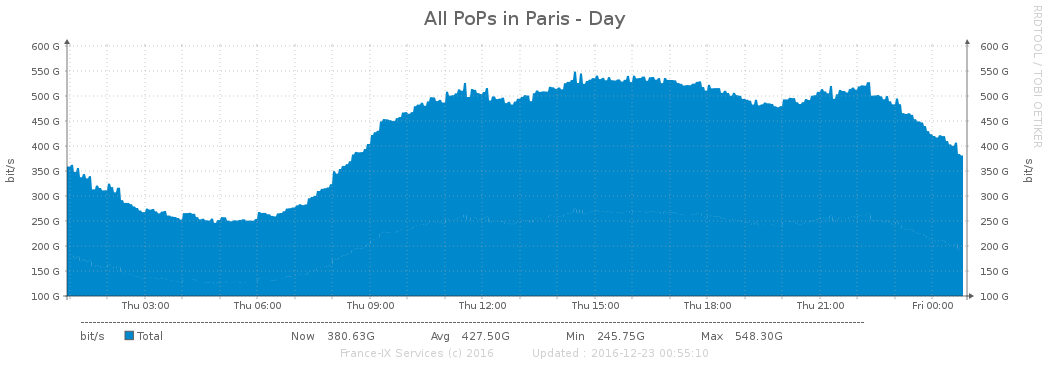 All PoPs in Paris - Day
RRDTOOL / TOBI OETIKER
600 G 600 G
550 G 550 G
500 G 500 G
450 G 450 G
400 G 400 G
350 G 350 G
300 G 300 G
250 G 250 G
200 G 200 G
150 G 150 G
100 G 100 G
bit/s bit/s
Thu 03:00 Thu 06:00 Thu 09:00 Thu 12:00 Thu 15:00 Thu 18:00 Thu 21:00 Fri 00:00
bit/s Total Now 380.63G Avg 427.50G Min 245.75G Max 548.30G
France-IX Services (c) 2016 Updated : 2016-12-23 00:55:10